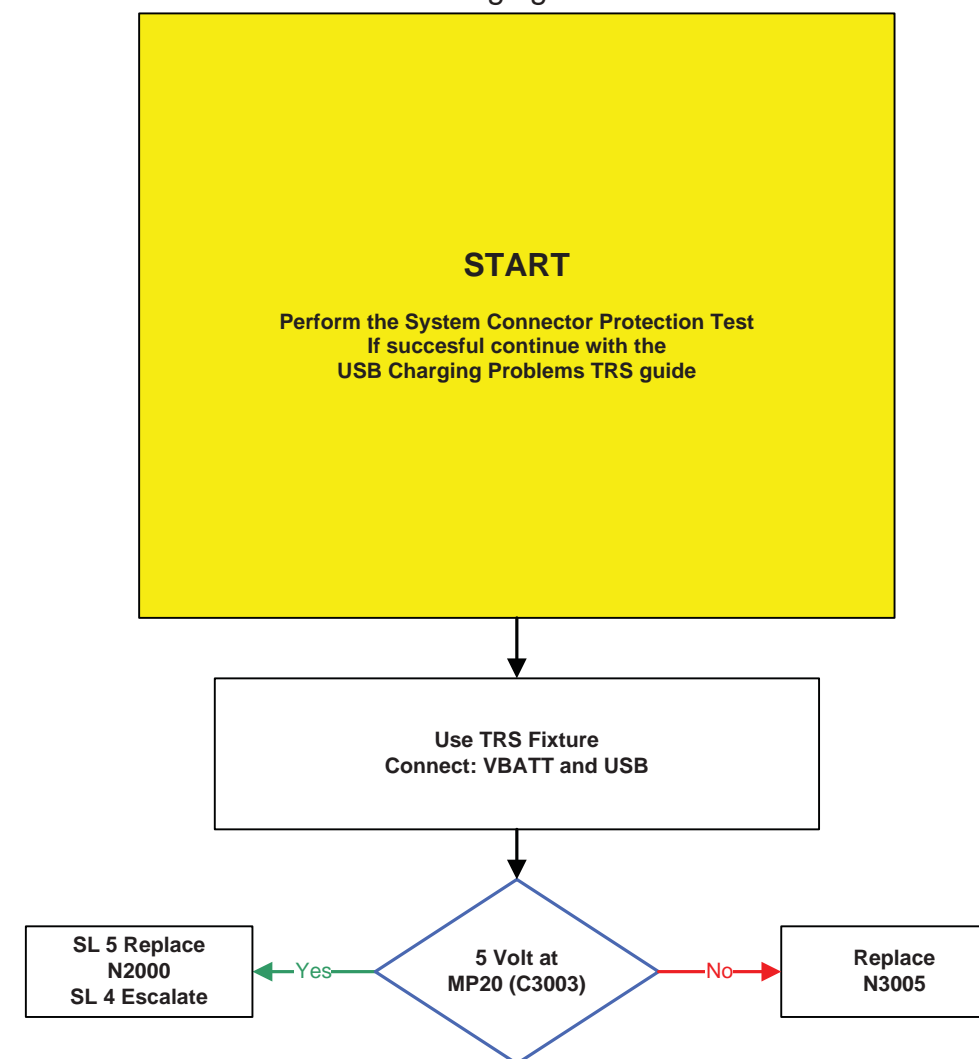 START
Perform the System Connector Protection Test
If succesful continue with the
USB Charging Problems TRS guide
Use TRS Fixture
Connect: VBATT and USB
5 Volt at
MP20 (C3003)
Yes
No
SL 5 Replace
N2000
SL 4 Escalate
Replace
N3005